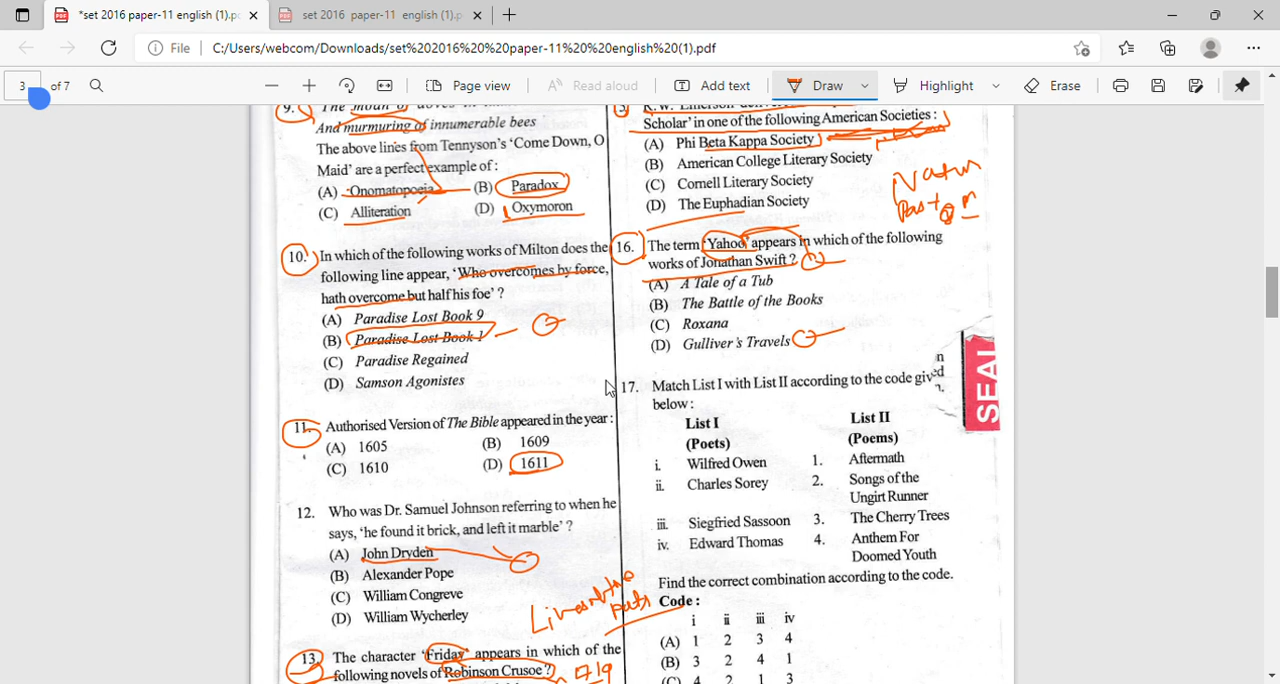 *set 2016 paper-11 english (1).p
set 2016 paper-11 english (1).p
File
C:/Users/webcom/Downloads/set%202016%20%20paper-11%20%20english%20(1).pdf
3 of 7
Page view
Read aloud
Add text
Draw
Highlight
Erase
9. The moan of doves in
And murmuring of innumerable bees
The above lines from Tennyson's 'Come Down, O
Maid' are a perfect example of :
(A) Onomatopoeia (B) Paradox
(C) Alliteration (D) Oxymoron
10. In which of the following works of Milton does the
following line appear, 'Who overcomes by force,
hath overcome but half his foe' ?
(A) Paradise Lost Book 9
(B) Paradise Lost Book 1
(C) Paradise Regained
(D) Samson Agonistes
11. Authorised Version of The Bible appeared in the year :
(A) 1605 (B) 1609
(C) 1610 (D) 1611
12. Who was Dr. Samuel Johnson referring to when he
says, 'he found it brick, and left it marble' ?
(A) John Dryden
(B) Alexander Pope
(C) William Congreve
(D) William Wycherley
13. The character 'Friday' appears in which of the
following novels of Robinson Crusoe ?
1719
R.W. Emerson
Scholar' in one of the following American Societies :
(A) Phi Beta Kappa Society
(B) American College Literary Society
(C) Cornell Literary Society
(D) The Euphadian Society
16. The term 'Yahoo' appears in which of the following
works of Jonathan Swift ?
(A) A Tale of a Tub
(B) The Battle of the Books
(C) Roxana
(D) Gulliver's Travels
17. Match List I with List II according to the code given
below :
List I List II
(Poets) (Poems)
i. Wilfred Owen 1. Aftermath
ii. Charles Sorey 2. Songs of the
Ungirt Runner
iii. Siegfried Sassoon 3. The Cherry Trees
iv. Edward Thomas 4. Anthem For
Doomed Youth
Find the correct combination according to the code.
Code :
i ii iii iv
(A) 1 2 3 4
(B) 3 2 4 1
(C) 4 2 1 3
SEAL